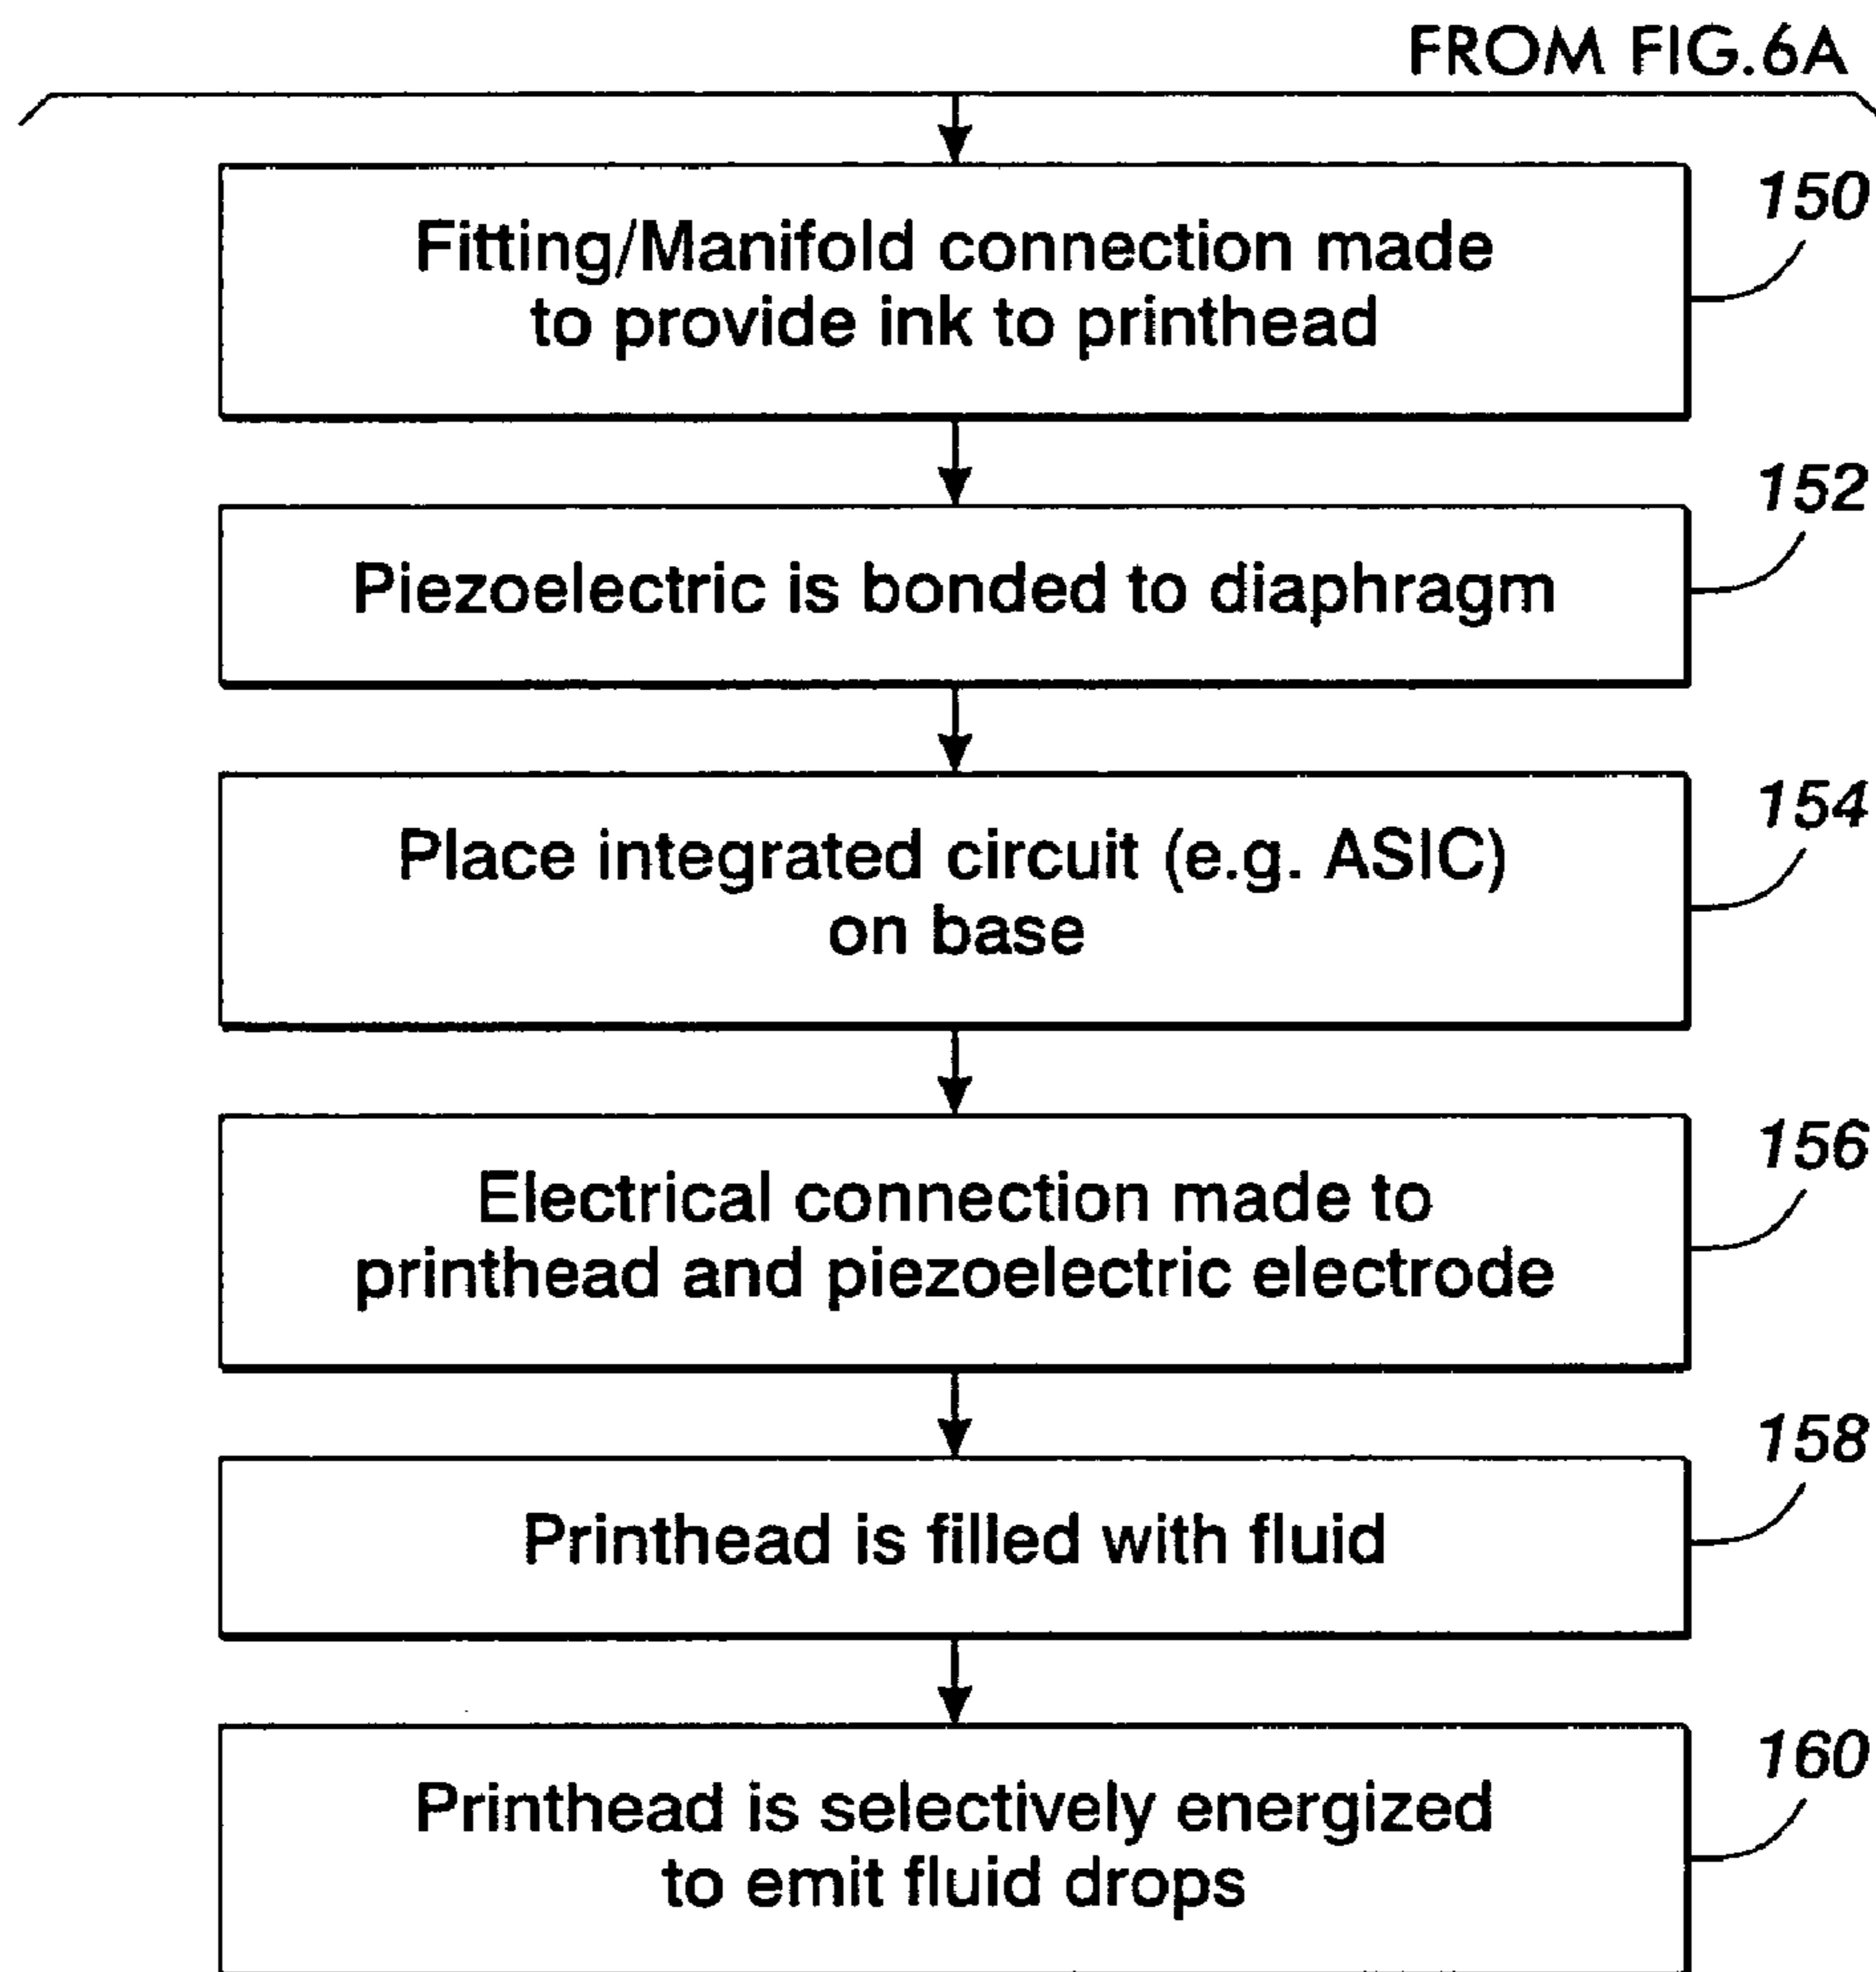 FROM FIG.6A
150
Fitting/Manifold connection made
to provide ink to printhead
152
Piezoelectric is bonded to diaphragm
154
Place integrated circuit (e.g. ASIC)
on base
156
Electrical connection made to
printhead and piezoelectric electrode
158
Printhead is filled with fluid
160
Printhead is selectively energized
to emit fluid drops